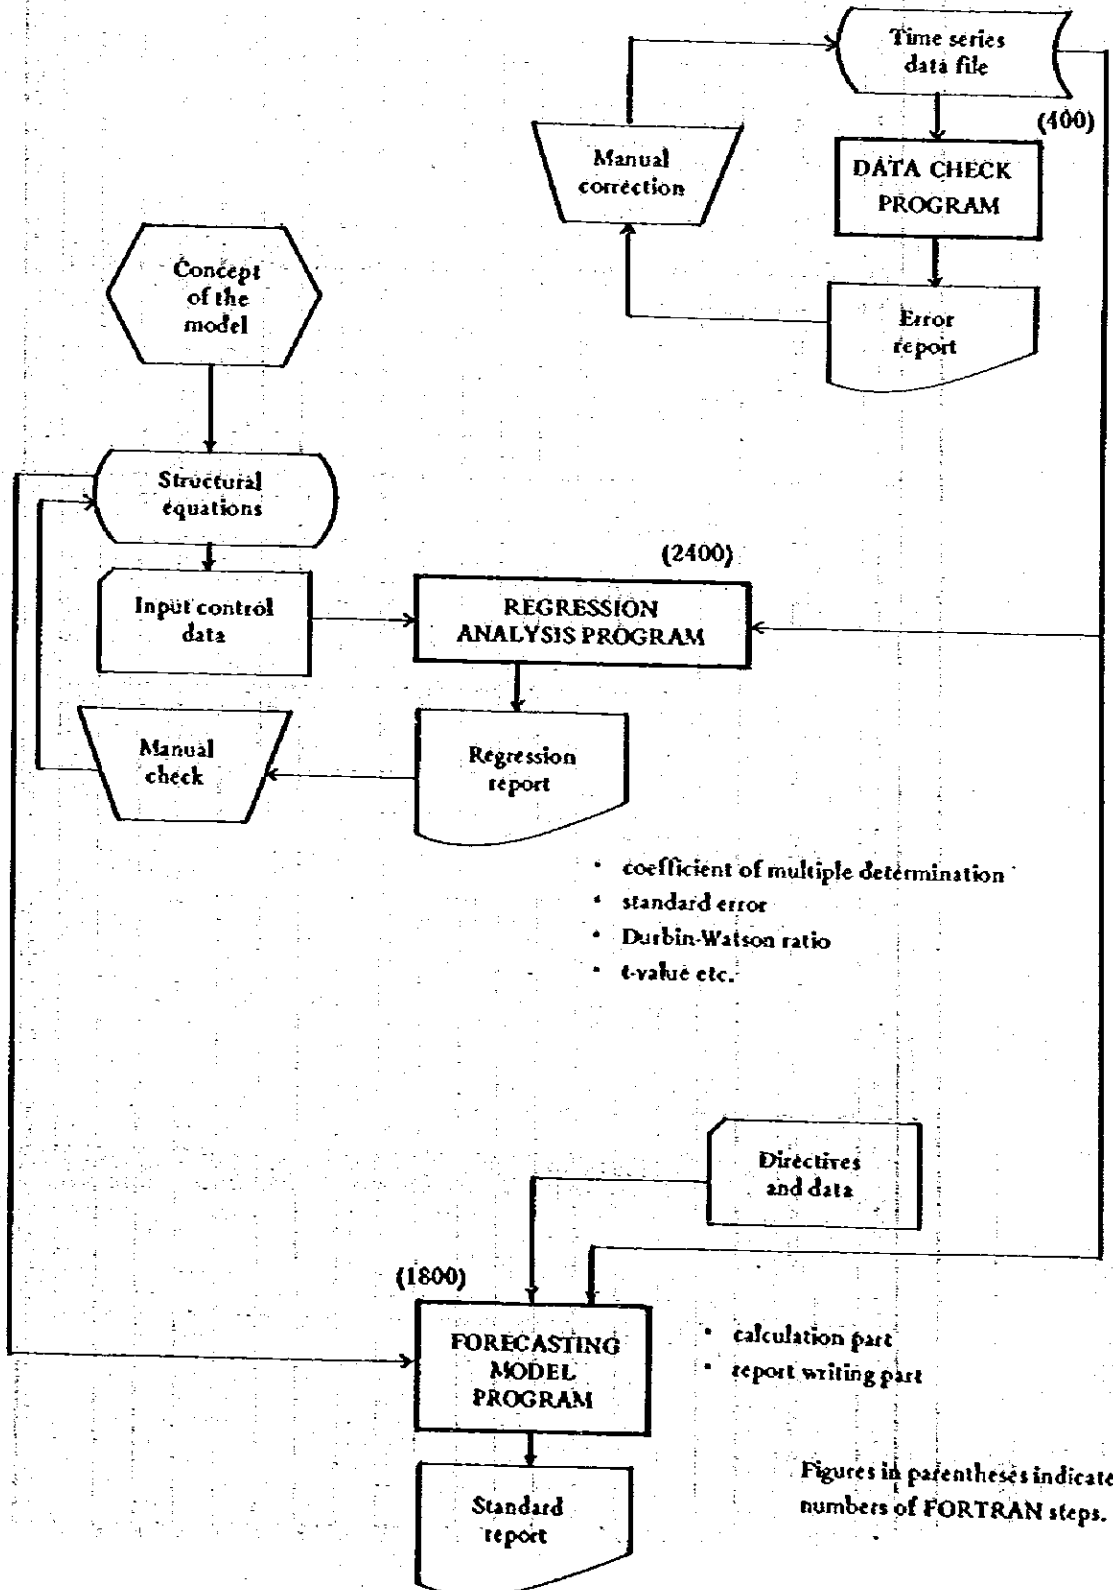 Time series
data file
(400)
DATA CHECK
PROGRAM
Manual
correction
Error
report
Concept
of the
model
Structural
equations
(2400)
Input control
data
REGRESSION
ANALYSIS PROGRAM
Manual
check
Regression
report
• coefficient of multiple determination
• standard error
• Durbin-Watson ratio
• t-value etc.
Directives
and data
(1800)
FORECASTING
MODEL
PROGRAM
• calculation part
• report writing part
Figures in parentheses indicate
numbers of FORTRAN steps.
Standard
report